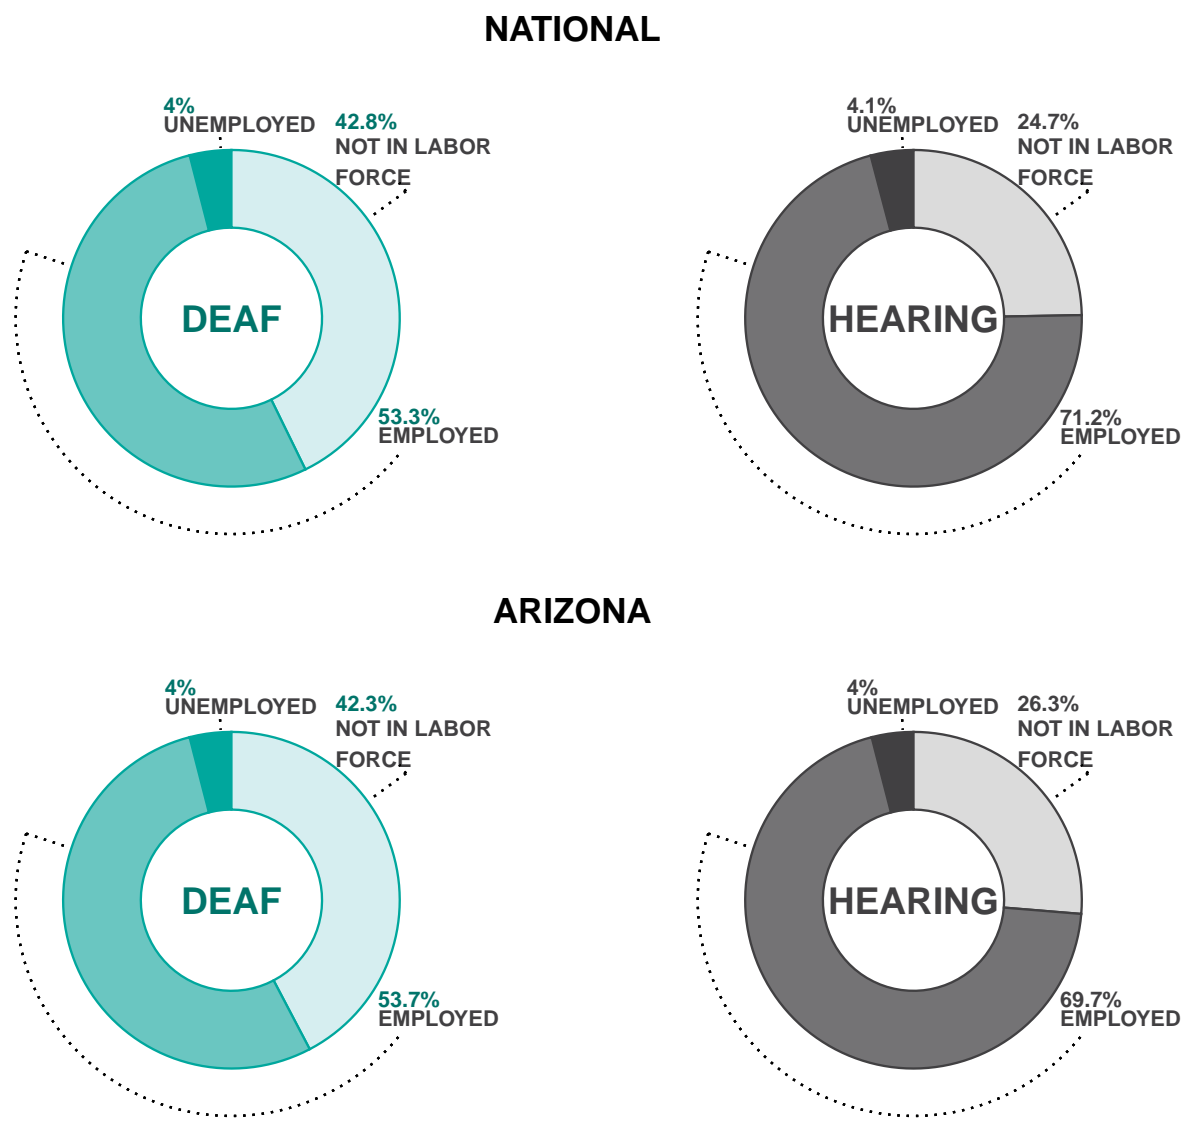 NATIONAL
4%
UNEMPLOYED
42.8%
NOT IN LABOR
FORCE
DEAF
53.3%
EMPLOYED
4.1%
UNEMPLOYED
24.7%
NOT IN LABOR
FORCE
HEARING
71.2%
EMPLOYED
ARIZONA
4%
UNEMPLOYED
42.3%
NOT IN LABOR
FORCE
DEAF
53.7%
EMPLOYED
4%
UNEMPLOYED
26.3%
NOT IN LABOR
FORCE
HEARING
69.7%
EMPLOYED